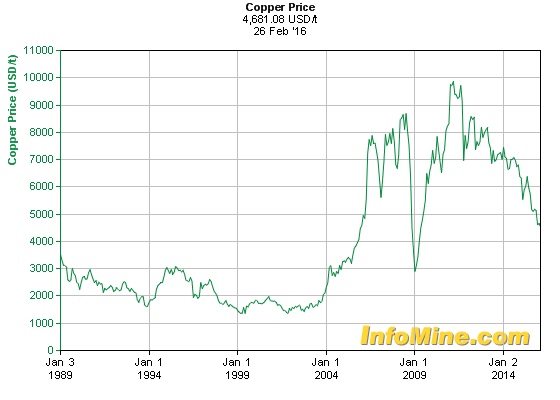 Copper Price
4,681.08 USD/t
26 Feb '16
Copper Price (USD/t)
11000
10000
9000
8000
7000
6000
5000
4000
3000
2000
1000
0
InfoMine.com
Jan 3 Jan 1 Jan 1 Jan 1 Jan 1 Jan 2
1989 1994 1999 2004 2009 2014